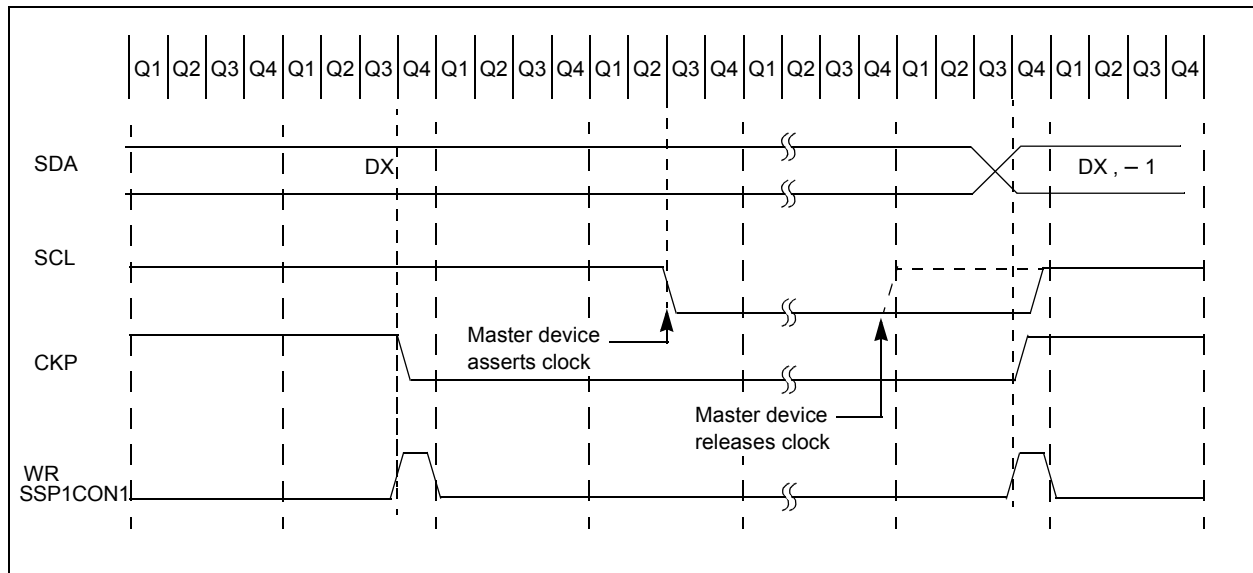 Q1 Q2 Q3 Q4 Q1 Q2 Q3 Q4 Q1 Q2 Q3 Q4 Q1 Q2 Q3 Q4 Q1 Q2 Q3 Q4 Q1 Q2 Q3 Q4 Q1 Q2 Q3 Q4
SDA
DX
DX , – 1
SCL
Master device
asserts clock
CKP
Master device
releases clock
WR
SSP1CON1